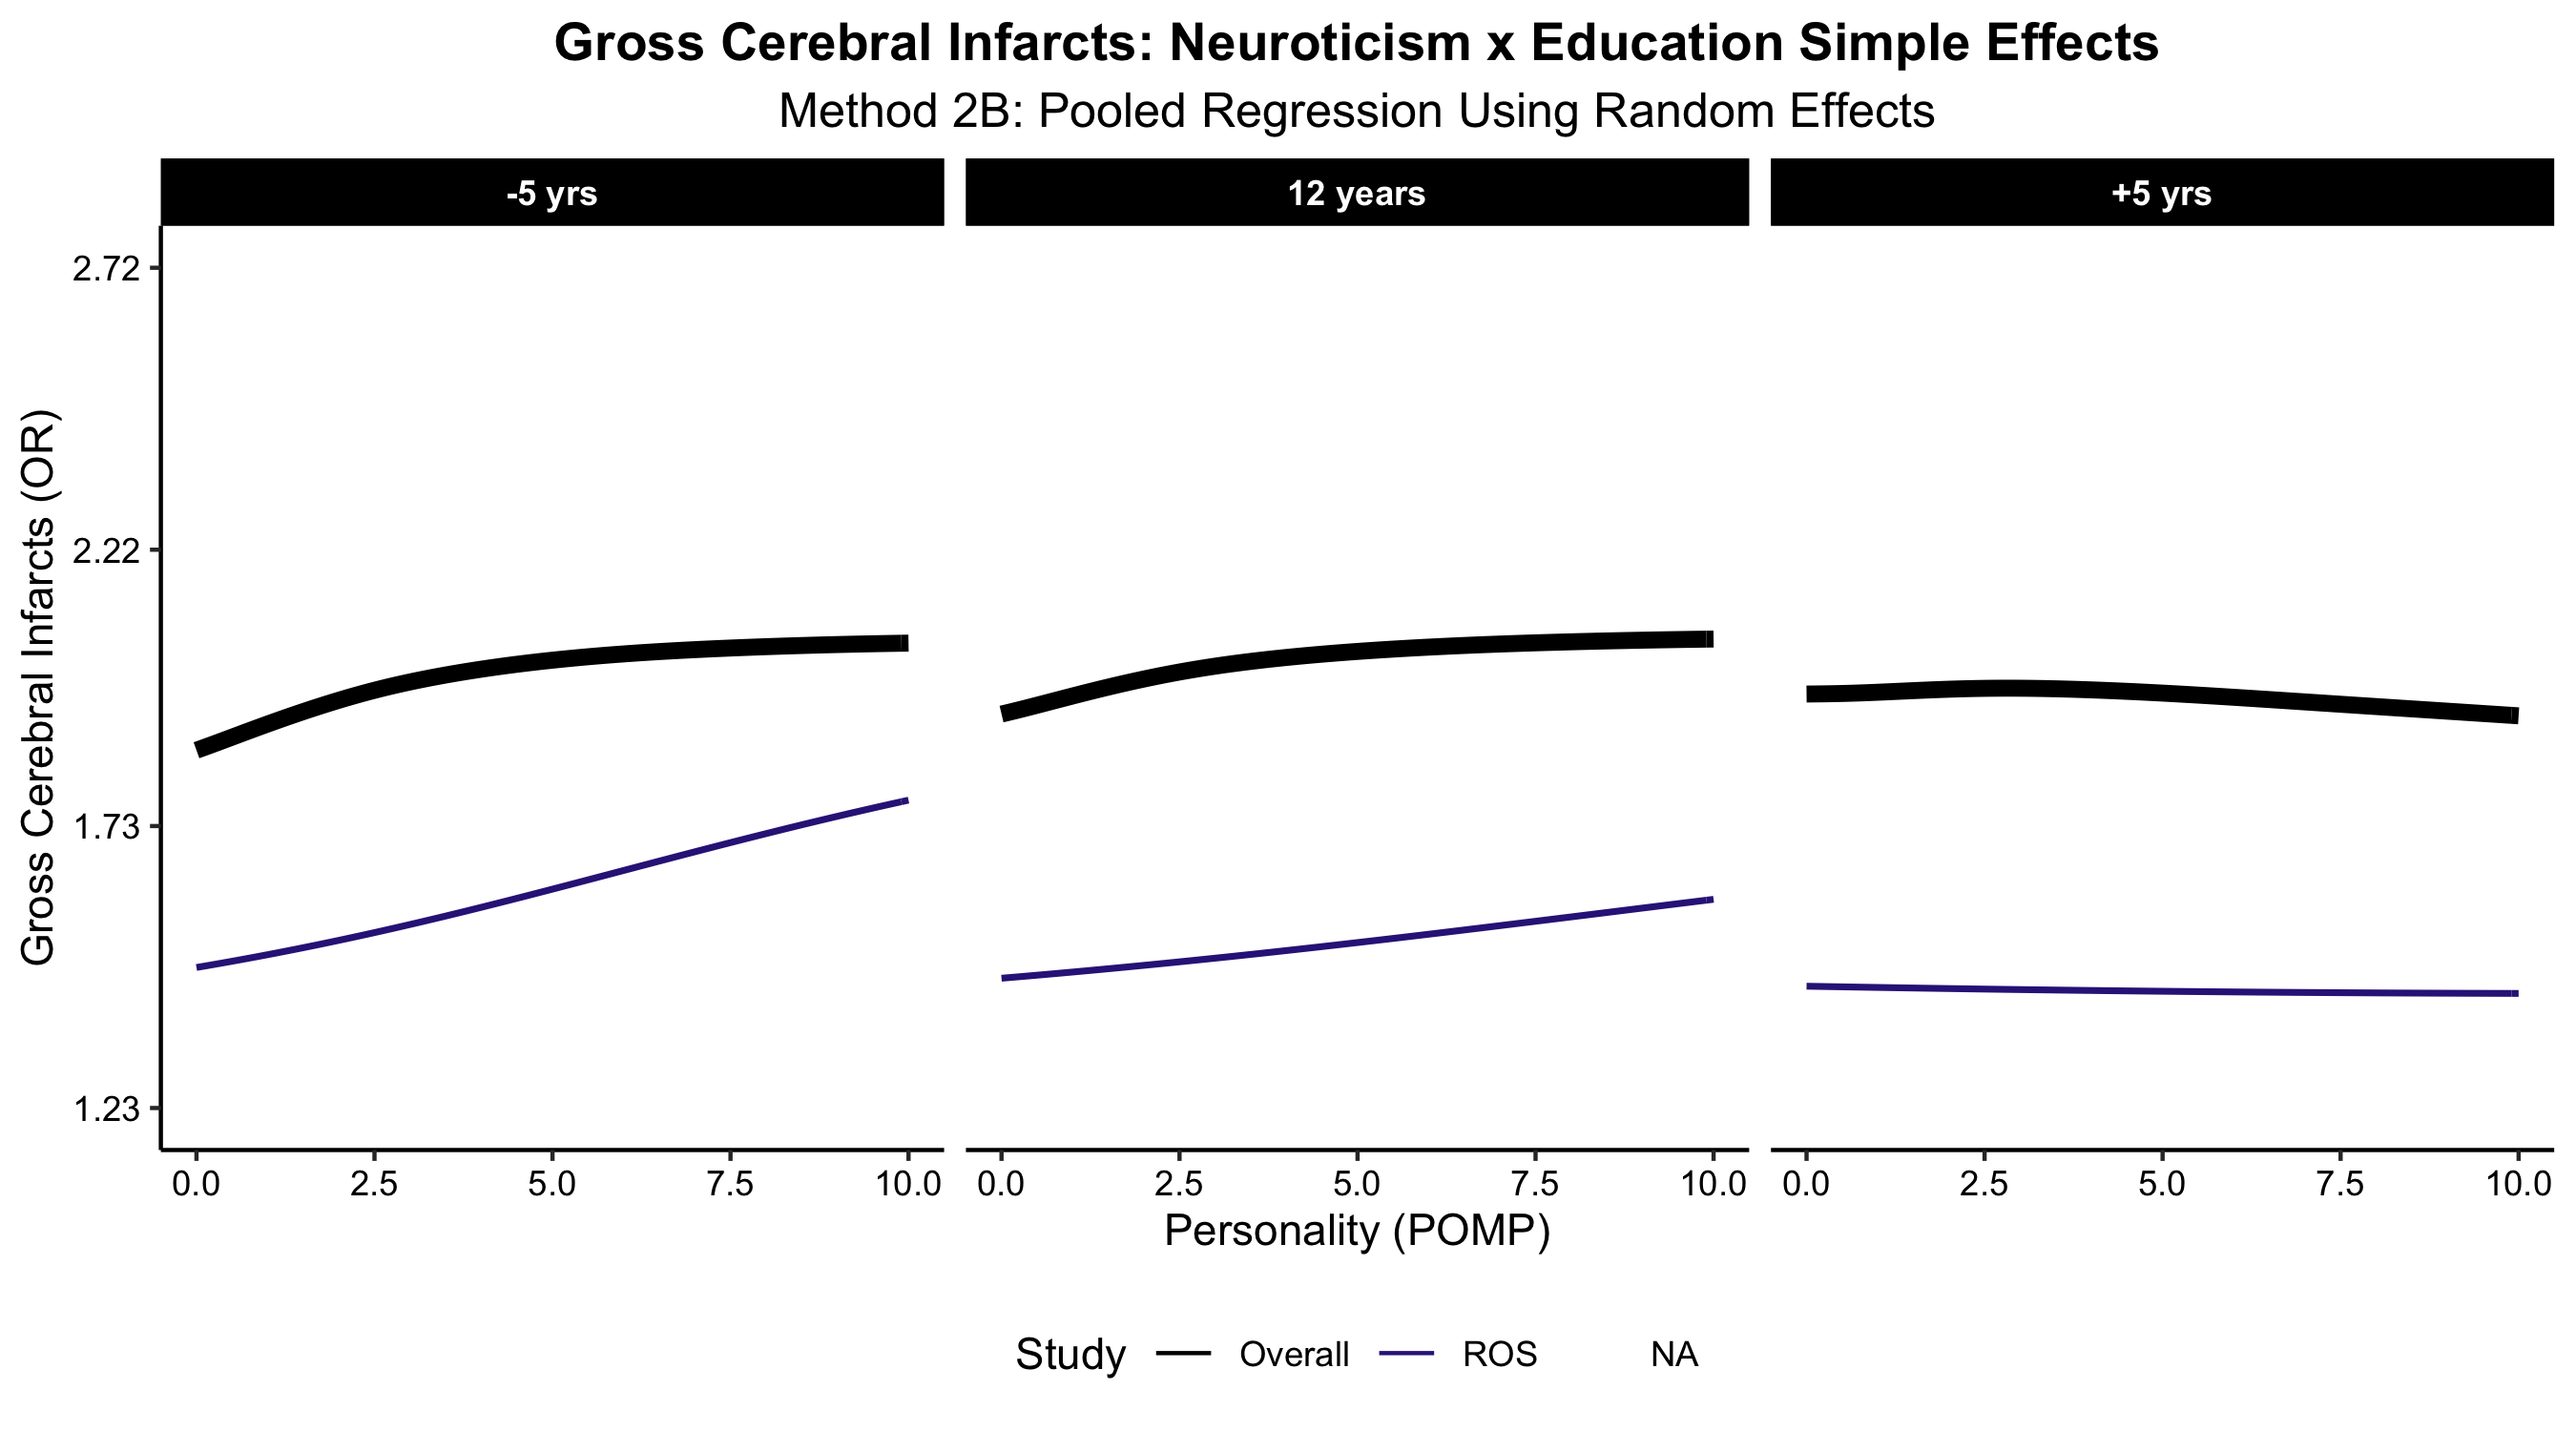 Gross Cerebral Infarcts: Neuroticism x Education Simple Effects
Method 2B: Pooled Regression Using Random Effects
-5 yrs 12 years +5 yrs
Gross Cerebral Infarcts (OR)
2.72
2.22
1.73
1.23
0.0 2.5 5.0 7.5 10.0 0.0 2.5 5.0 7.5 10.0 0.0 2.5 5.0 7.5 10.0
Personality (POMP)
Study Overall ROS NA